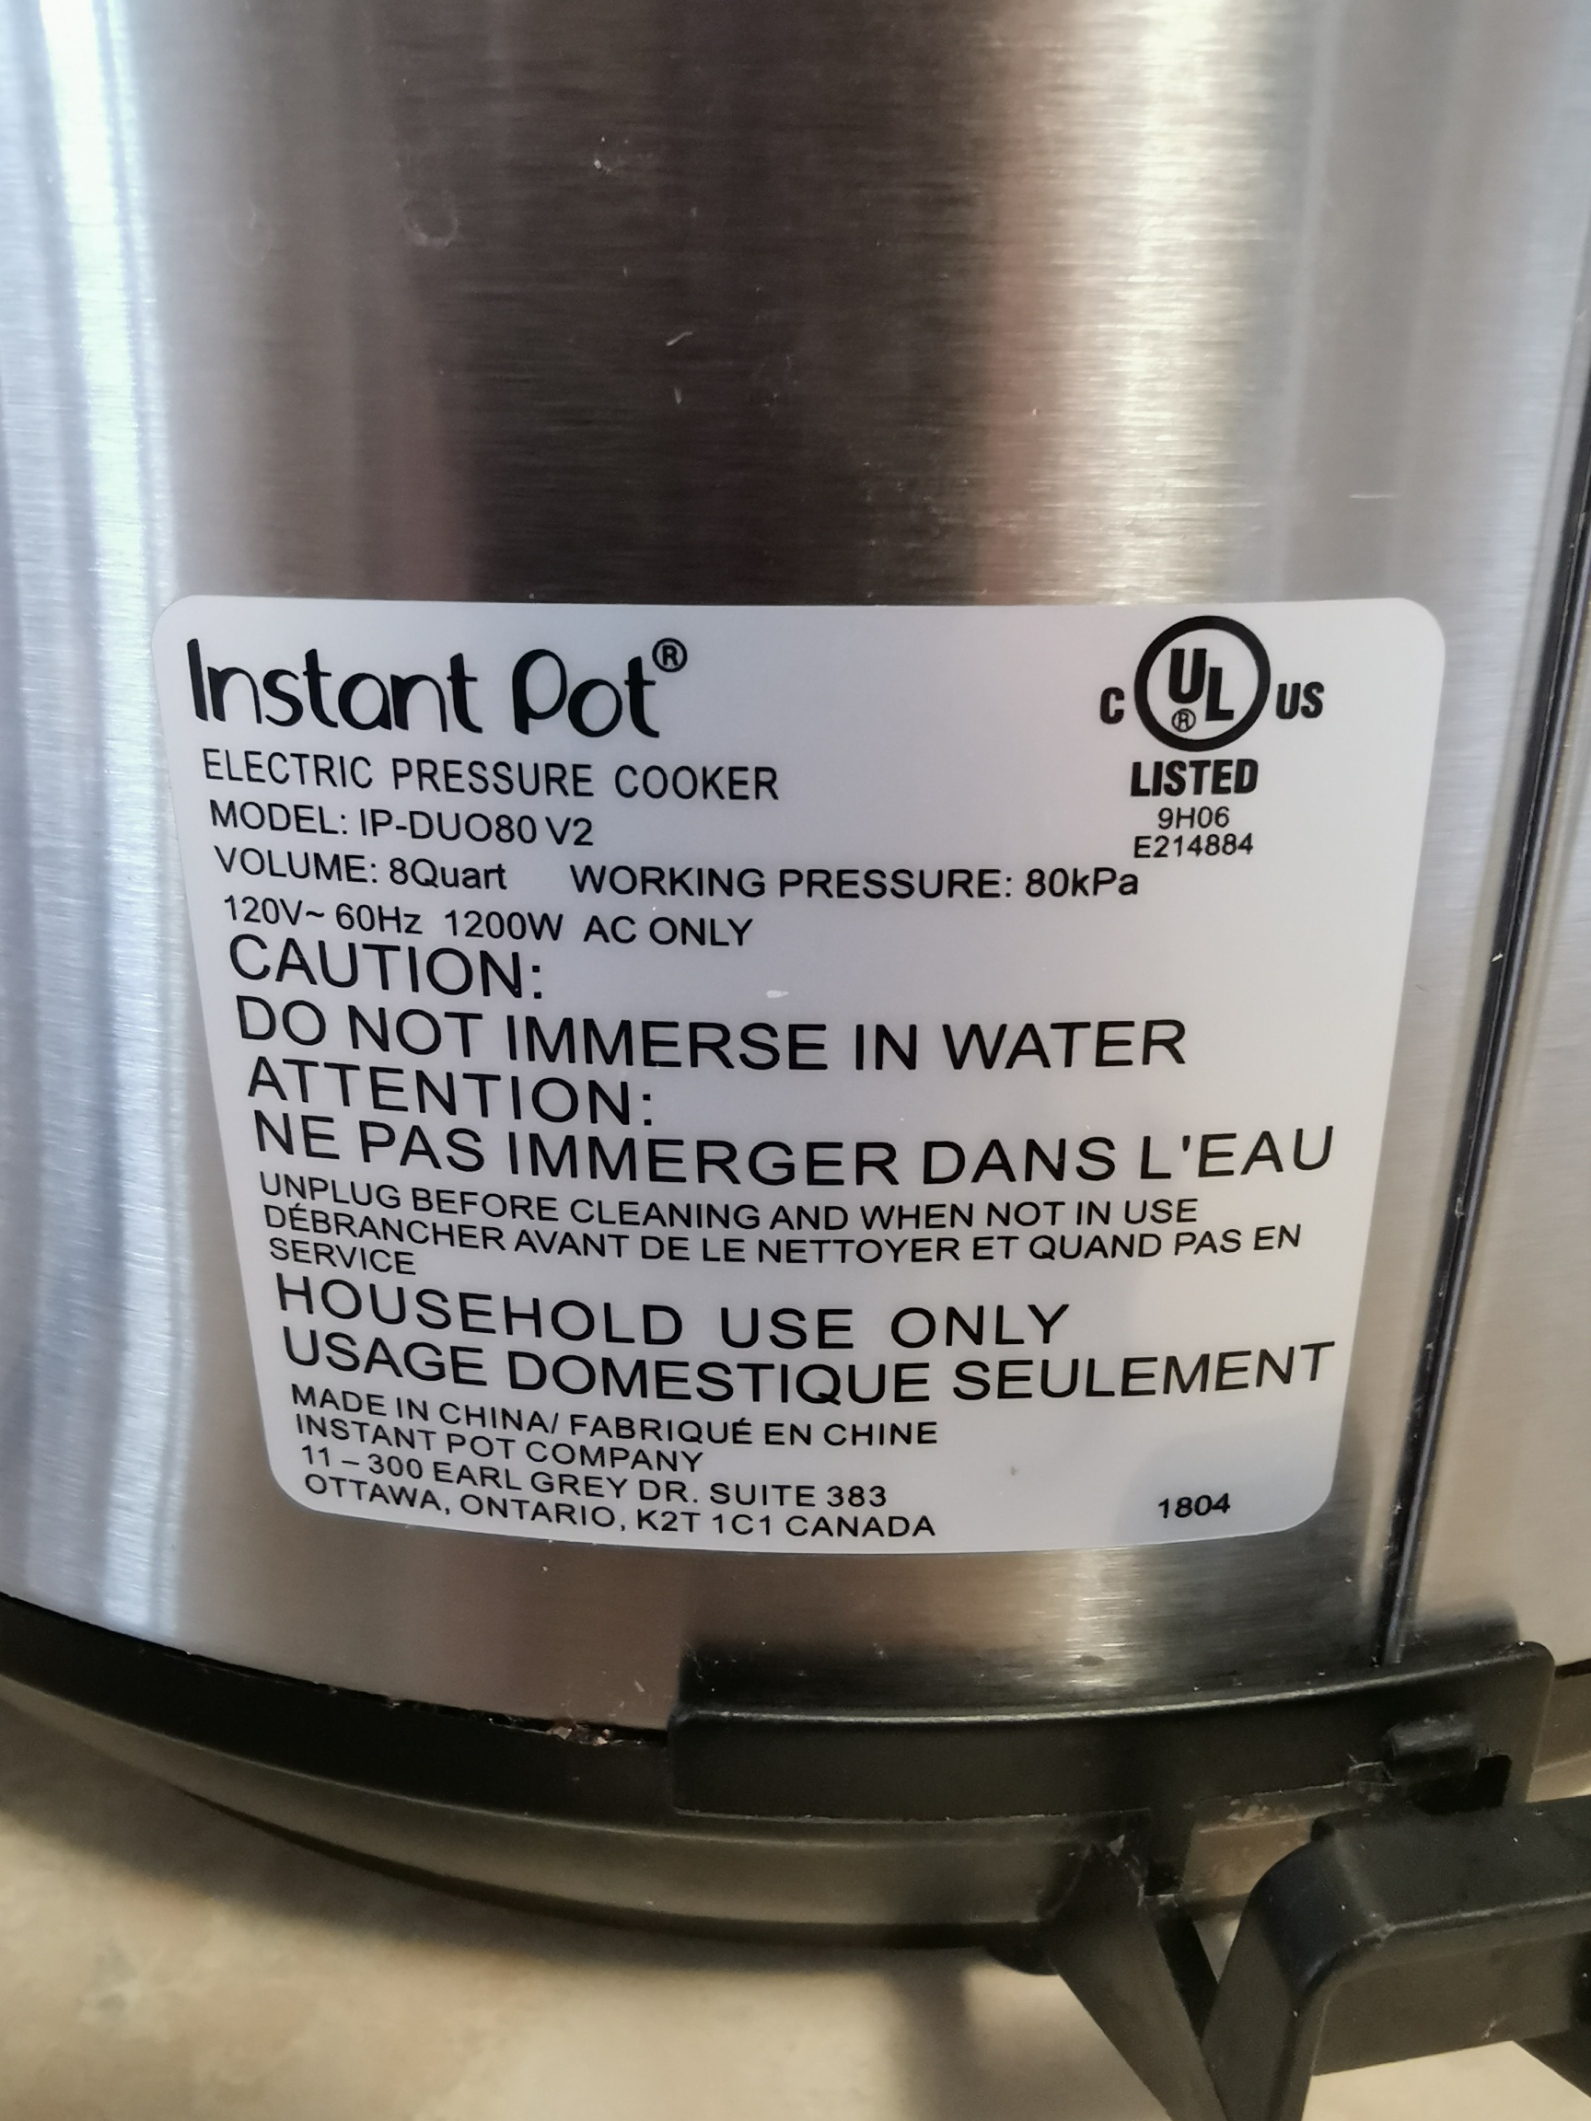 Instant Pot®
C UL® US
LISTED
9H06
E214884
ELECTRIC PRESSURE COOKER
MODEL: IP-DUO80 V2
VOLUME: 8Quart WORKING PRESSURE: 80kPa
120V~ 60Hz 1200W AC ONLY
CAUTION:
DO NOT IMMERSE IN WATER
ATTENTION:
NE PAS IMMERGER DANS L'EAU
UNPLUG BEFORE CLEANING AND WHEN NOT IN USE
DÉBRANCHER AVANT DE LE NETTOYER ET QUAND PAS EN
SERVICE
HOUSEHOLD USE ONLY
USAGE DOMESTIQUE SEULEMENT
MADE IN CHINA/ FABRIQUÉ EN CHINE
INSTANT POT COMPANY
11 – 300 EARL GREY DR. SUITE 383
OTTAWA, ONTARIO, K2T 1C1 CANADA
1804